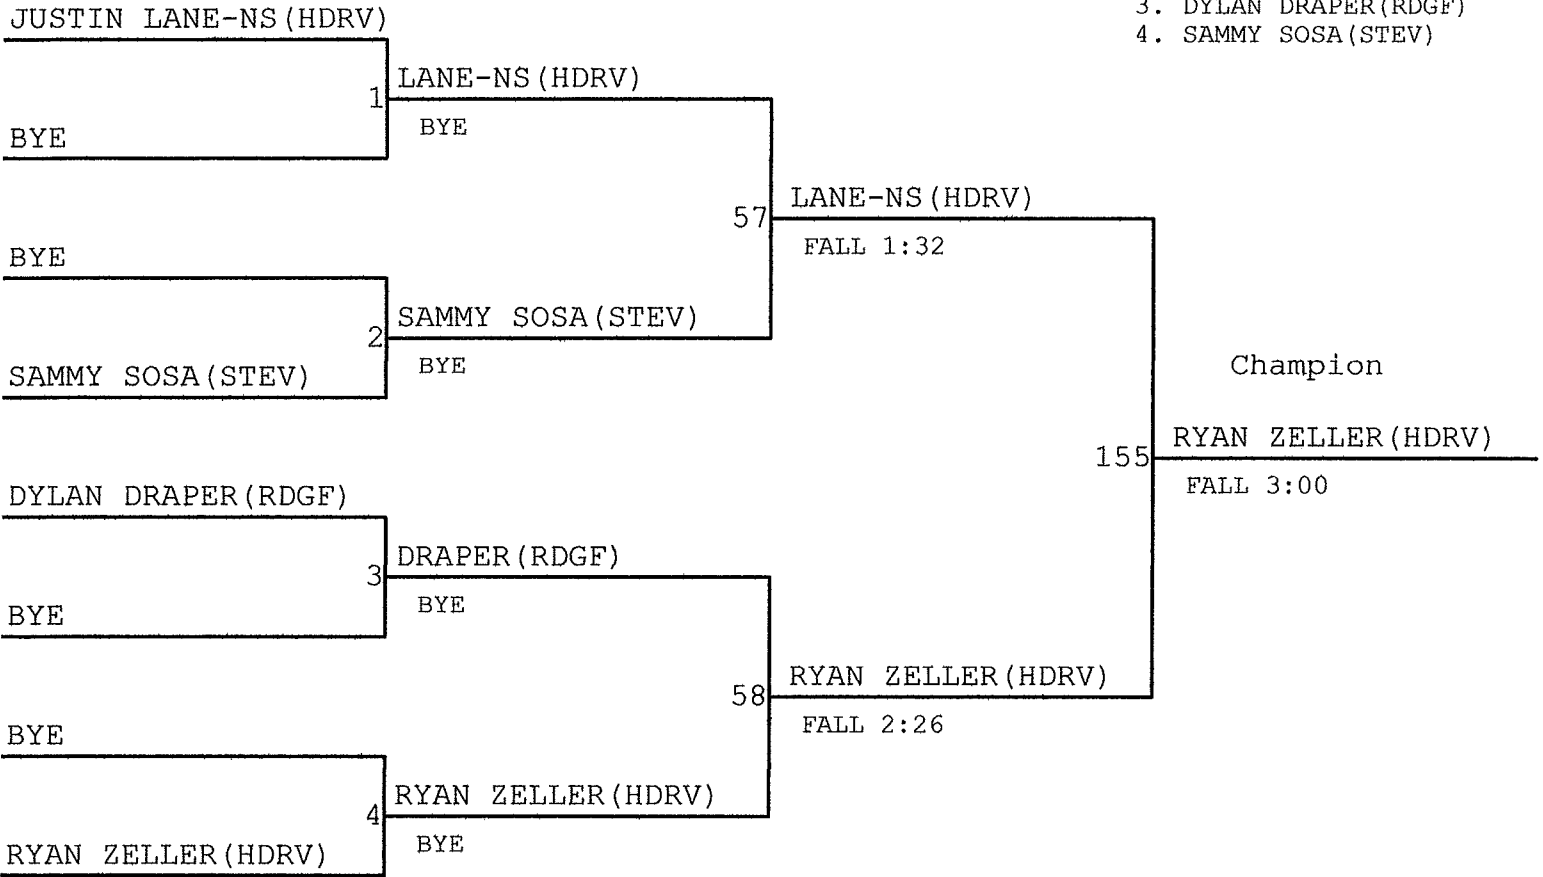 JUSTIN LANE-NS(HDRV)
3. DYLAN DRAPER(RDGF)
4. SAMMY SOSA(STEV)
LANE-NS(HDRV)
1
BYE
BYE
LANE-NS(HDRV)
57
FALL 1:32
BYE
SAMMY SOSA(STEV)
2
BYE
SAMMY SOSA(STEV)
Champion
RYAN ZELLER(HDRV)
155
FALL 3:00
DYLAN DRAPER(RDGF)
DRAPER(RDGF)
3
BYE
BYE
RYAN ZELLER(HDRV)
58
FALL 2:26
BYE
RYAN ZELLER(HDRV)
4
BYE
RYAN ZELLER(HDRV)